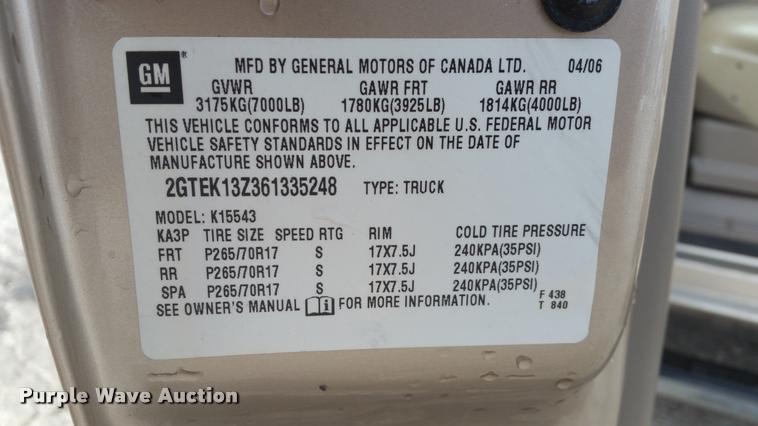 GM ® MFD BY GENERAL MOTORS OF CANADA LTD. 04/06
GVWR GAWR FRT GAWR RR
3175KG(7000LB) 1780KG(3925LB) 1814KG(4000LB)
THIS VEHICLE CONFORMS TO ALL APPLICABLE U.S. FEDERAL MOTOR
VEHICLE SAFETY STANDARDS IN EFFECT ON THE DATE OF
MANUFACTURE SHOWN ABOVE.
2GTEK13Z361335248 TYPE: TRUCK
MODEL: K15543
KA3P TIRE SIZE SPEED RTG RIM COLD TIRE PRESSURE
FRT P265/70R17 S 17X7.5J 240KPA(35PSI)
RR P265/70R17 S 17X7.5J 240KPA(35PSI)
SPA P265/70R17 S 17X7.5J 240KPA(35PSI)
SEE OWNER'S MANUAL FOR MORE INFORMATION. F 438
T 840
Purple Wave Auction